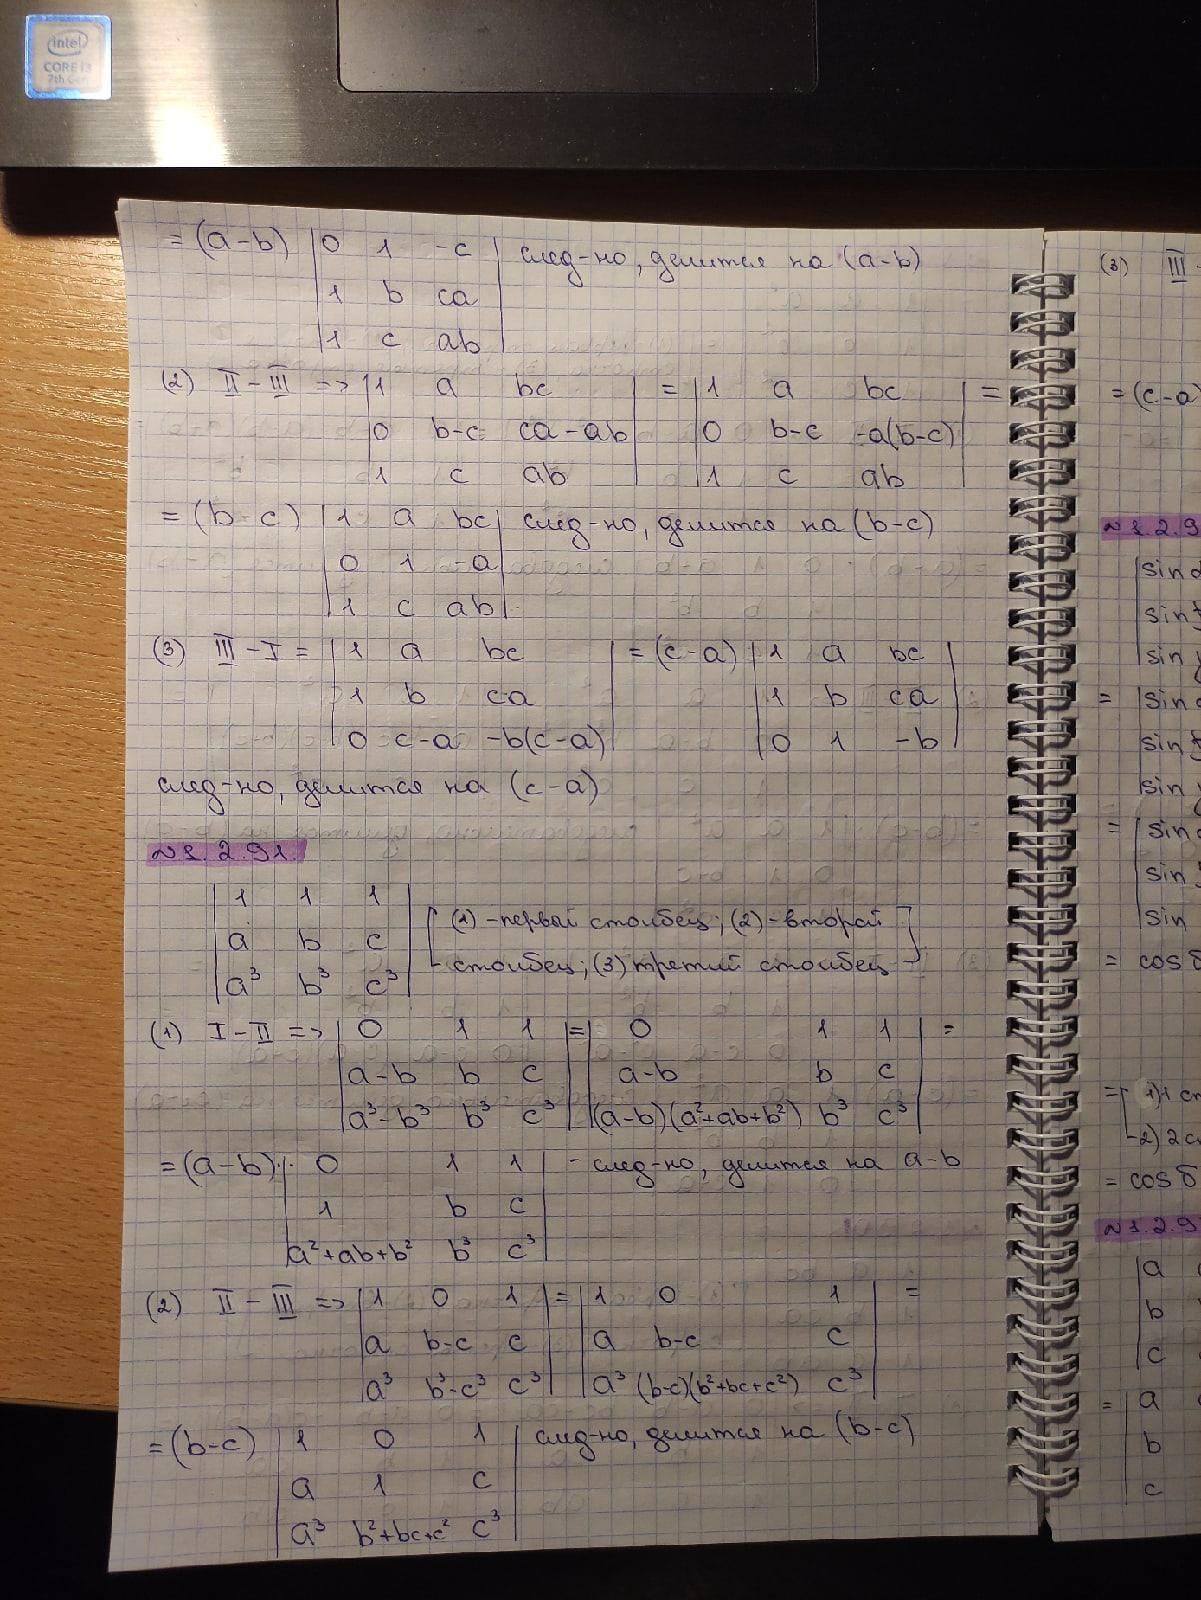 intel
CORE i3
7th Gen
= (a-b) | 0 1 -c | след-но, делится на (a-b)
| 1 b ca |
| 1 c ab |
(2) II - III => | 1 a bc | = | 1 a bc | =
| 0 b-c ca-ab | | 0 b-c -a(b-c) |
| 1 c ab | | 1 c ab |
= (b-c) | 1 a bc | след-но, делится на (b-c)
| 0 1 -a |
| 1 c ab |
(3) III - I = | 1 a bc | = (c-a) | 1 a bc |
| 1 b ca | | 1 b ca |
| 0 c-a -b(c-a) | | 0 1 -b |
след-но, делится на (c-a)
№1.2.91.
| 1 1 1 |
| a b c | [(1)-первый столбец; (2)-второй
| a³ b³ c³ | столбец; (3) третий столбец]
(1) I - II => | 0 1 1 | = | 0 1 1 | =
| a-b b c | | a-b b c |
| a³-b³ b³ c³ | | (a-b)(a²+ab+b²) b³ c³ |
= (a-b)· | 0 1 1 | - след-но, делится на a-b
| 1 b c |
| a²+ab+b² b³ c³ |
(2) II - III => | 1 0 1 | = | 1 0 1 | =
| a b-c c | | a b-c c |
| a³ b³-c³ c³ | | a³ (b-c)(b²+bc+c²) c³ |
= (b-c) | 1 0 1 | след-но, делится на (b-c)
| a 1 c |
| a³ b²+bc+c² c³ |
(3) III
= (c-a)
№1.2.9
| sin
| sin
| sin
= | sin
| sin
| sin
= | sin
| sin
| sin
= cos δ
= [ 1) 1
2) 2
= cos δ
№1.2.9
| a
| b
| c
= | a
| b
| c